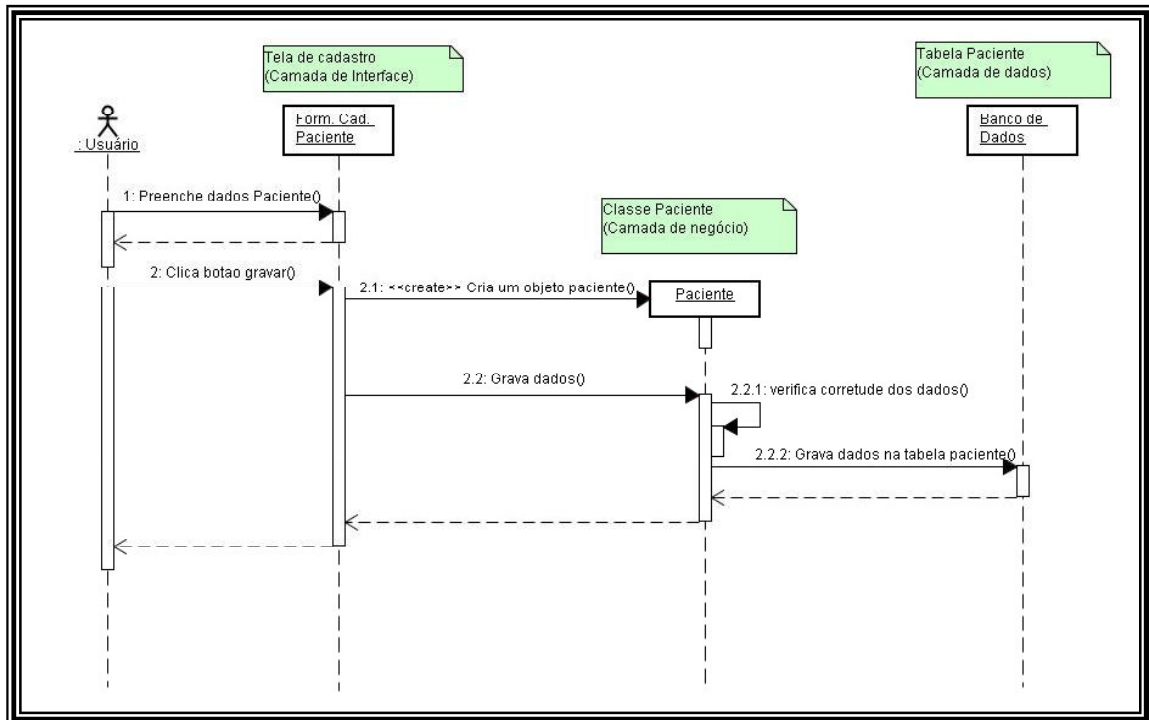 Tela de cadastro
(Camada de Interface)
Tabela Paciente
(Camada de dados)
Form. Cad.
Paciente
Banco de
Dados
: Usuário
1: Preenche dados Paciente()
Classe Paciente
(Camada de negócio)
2: Clica botao gravar()
2.1: <<create>> Cria um objeto paciente()
Paciente
2.2: Grava dados()
2.2.1: verifica corretude dos dados()
2.2.2: Grava dados na tabela paciente()